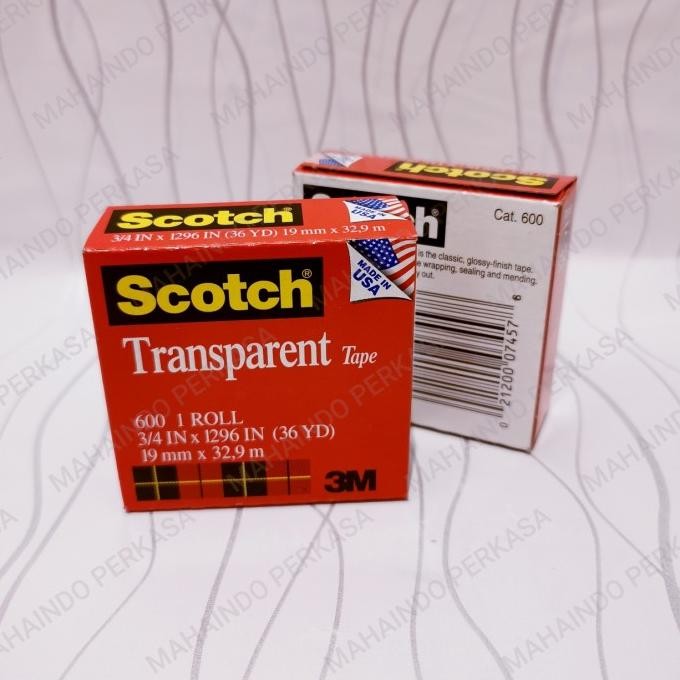 Scotch®
3/4 IN x 1296 IN (36 YD) 19 mm x 32,9 m
MADE IN
USA
Scotch®
MADE IN
USA
Transparent Tape
600 1 ROLL
3/4 IN x 1296 IN (36 YD)
19 mm x 32,9 m
3M
Scotch
Cat. 600
is the classic, glossy-finish tape.
wrapping, sealing and mending.
out.
0 21200 07457 6
MAHAINDO PERKASA